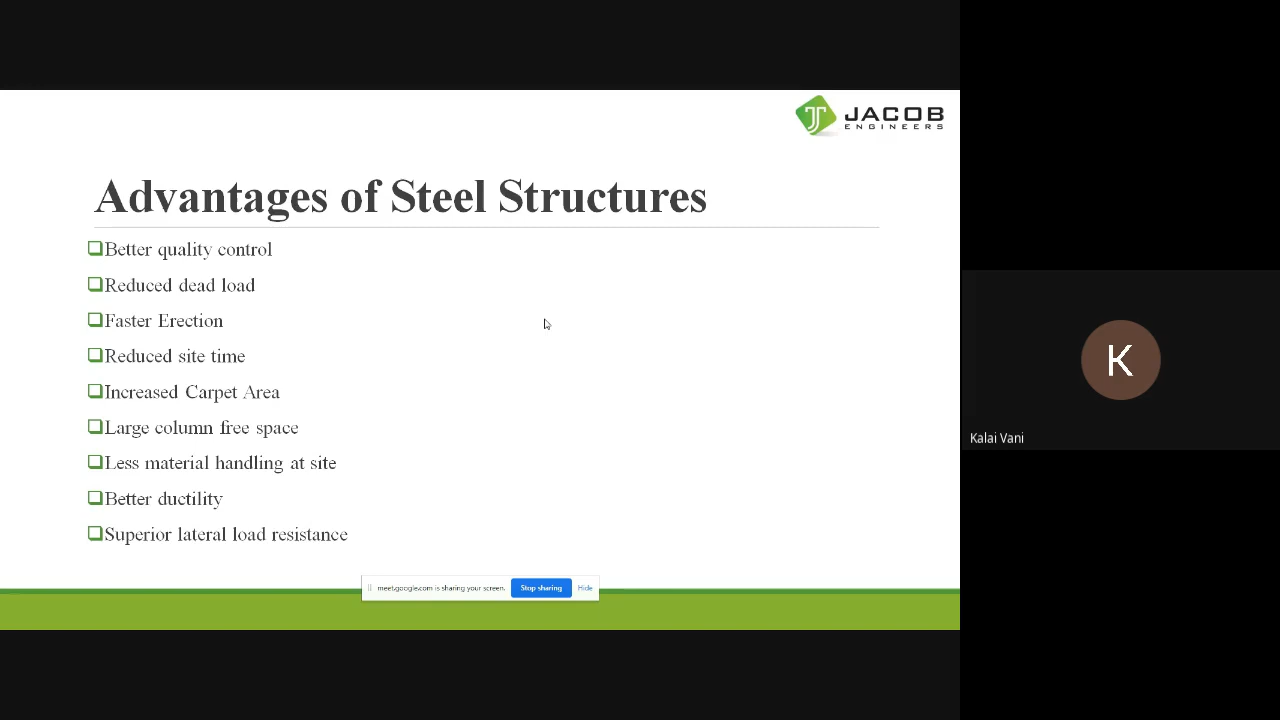 JACOB
ENGINEERS
Advantages of Steel Structures
Better quality control
Reduced dead load
Faster Erection
Reduced site time
Increased Carpet Area
Large column free space
Less material handling at site
Better ductility
Superior lateral load resistance
meet.google.com is sharing your screen. Stop sharing Hide
K
Kalai Vani